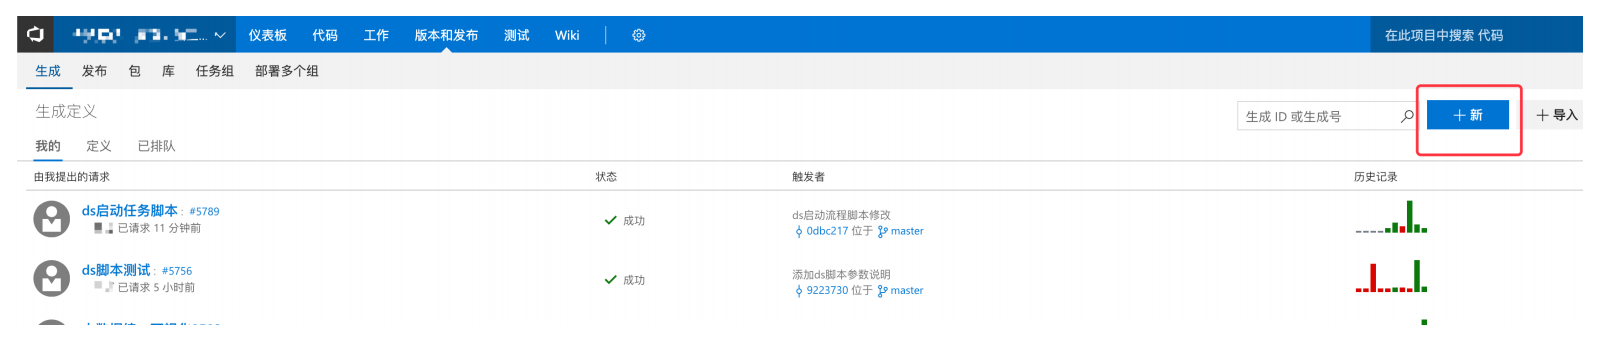 仪表板 代码 工作 版本和发布 测试 Wiki 在此项目中搜索 代码
生成 发布 包 库 任务组 部署多个组
生成定义 生成 ID 或生成号 +新 +导入
我的 定义 已排队
由我提出的请求 状态 触发者 历史记录
ds启动任务脚本 : #5789 成功 ds启动流程脚本修改
已请求 11 分钟前 0dbc217 位于 master
ds脚本测试 : #5756 成功 添加ds脚本参数说明
已请求 5 小时前 9223730 位于 master